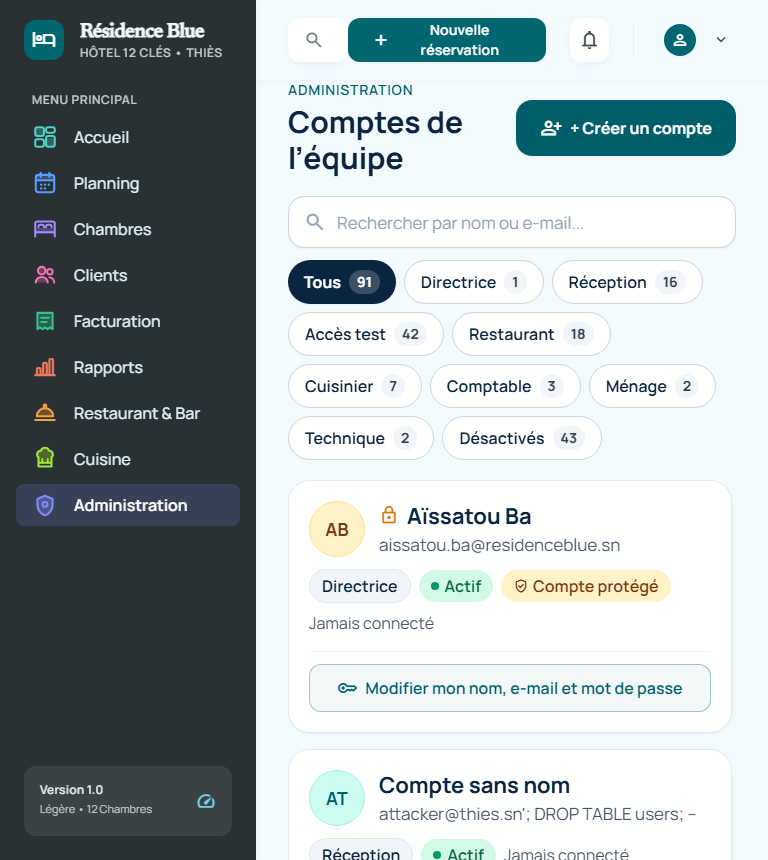 Résidence Blue
HÔTEL 12 CLÉS • THIÈS
MENU PRINCIPAL
Accueil
Planning
Chambres
Clients
Facturation
Rapports
Restaurant & Bar
Cuisine
Administration
Version 1.0
Légère • 12 Chambres
Nouvelle
réservation
ADMINISTRATION
Comptes de
l'équipe
+ Créer un compte
Rechercher par nom ou e-mail...
Tous 91
Directrice 1
Réception 16
Accès test 42
Restaurant 18
Cuisinier 7
Comptable 3
Ménage 2
Technique 2
Désactivés 43
AB
Aïssatou Ba
aissatou.ba@residenceblue.sn
Directrice
Actif
Compte protégé
Jamais connecté
Modifier mon nom, e-mail et mot de passe
AT
Compte sans nom
attacker@thies.sn'; DROP TABLE users; –
Réception
Actif
Jamais connecté